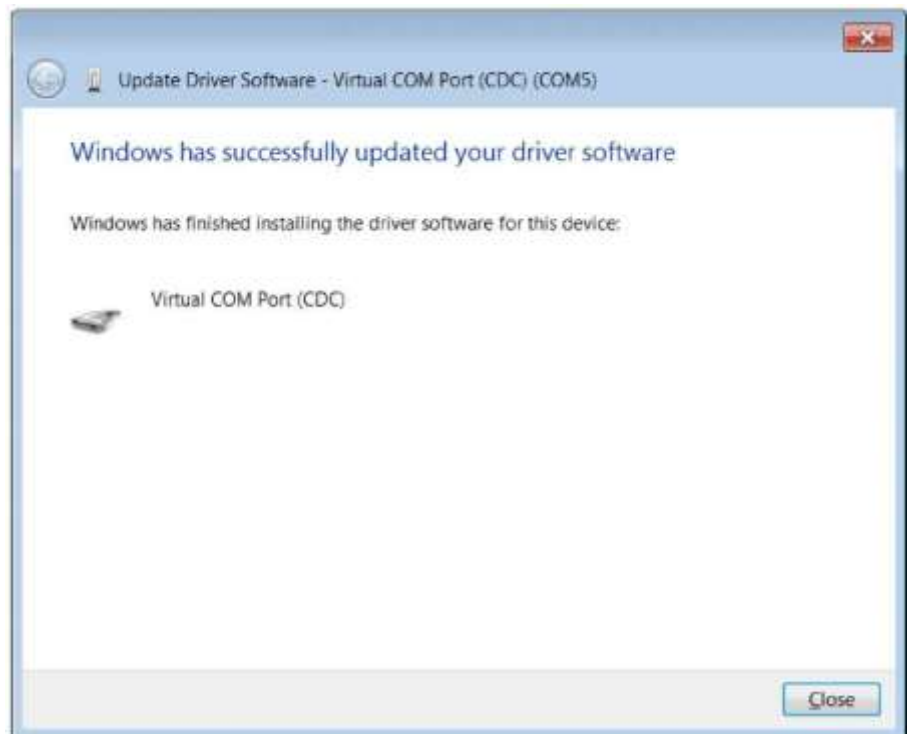 Update Driver Software - Virtual COM Port (CDC) (COM5)
Windows has successfully updated your driver software
Windows has finished installing the driver software for this device:
Virtual COM Port (CDC)
Close